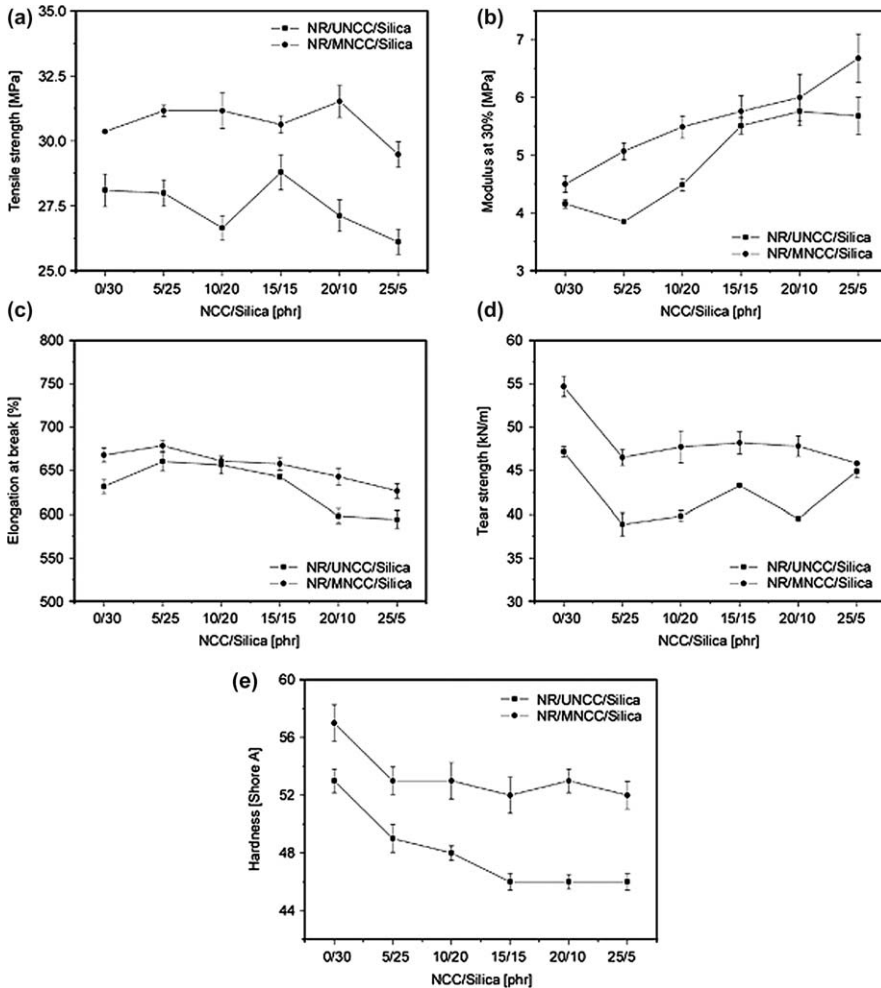 (a)
35.0
32.5
30.0
27.5
25.0
Tensile strength [MPa]
NR/UNCC/Silica
NR/MNCC/Silica
0/30 5/25 10/20 15/15 20/10 25/5
NCC/Silica [phr]
(b)
7
6
5
4
3
Modulus at 30% [MPa]
NR/UNCC/Silica
NR/MNCC/Silica
0/30 5/25 10/20 15/15 20/10 25/5
NCC/Silica [phr]
(c)
800
750
700
650
600
550
500
Elongation at break [%]
NR/UNCC/Silica
NR/MNCC/Silica
0/30 5/25 10/20 15/15 20/10 25/5
NCC/Silica [phr]
(d)
60
55
50
45
40
35
30
Tear strength [kN/m]
NR/UNCC/Silica
NR/MNCC/Silica
0/30 5/25 10/20 15/15 20/10 25/5
NCC/Silica [phr]
(e)
60
56
52
48
44
Hardness [Shore A]
NR/UNCC/Silica
NR/MNCC/Silica
0/30 5/25 10/20 15/15 20/10 25/5
NCC/Silica [phr]